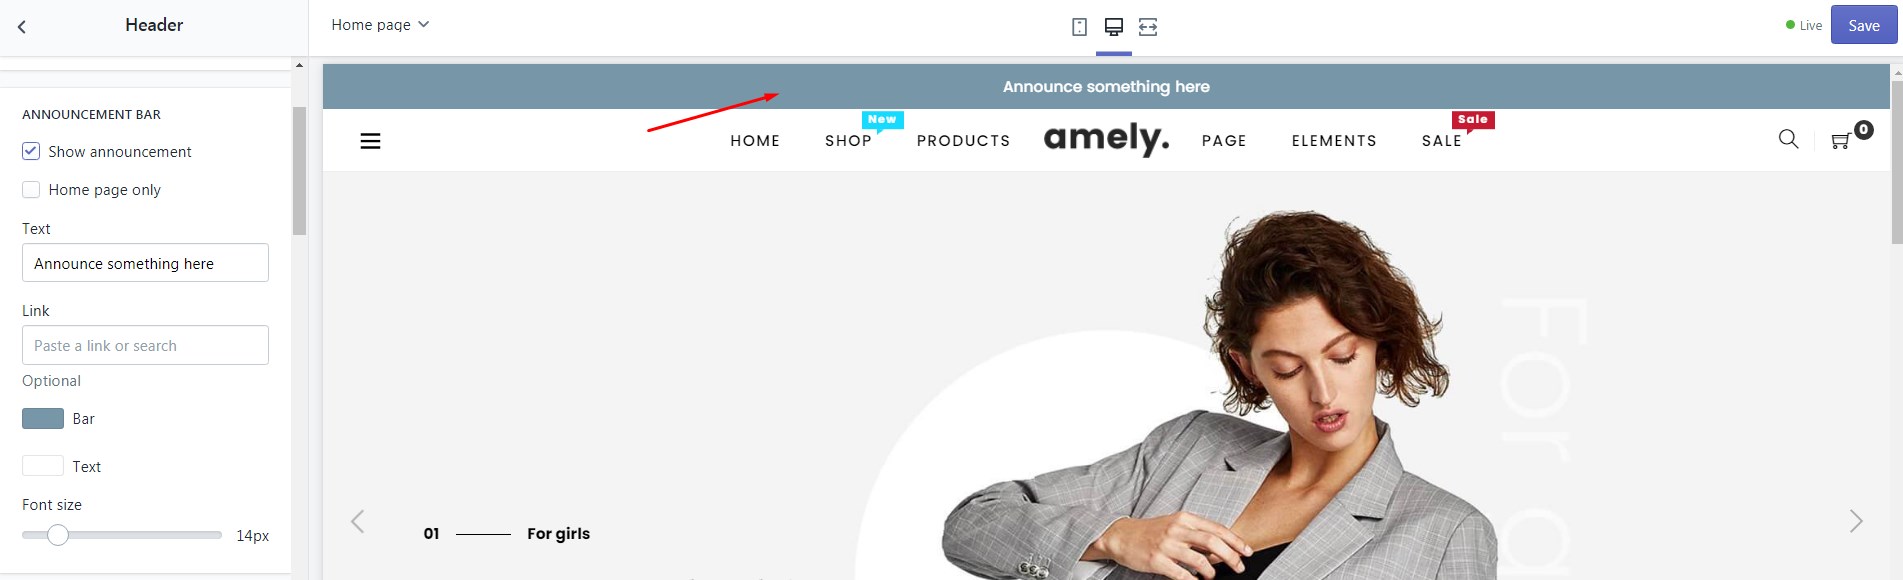 Header
Home page
Live
Save
ANNOUNCEMENT BAR
Show announcement
Home page only
Text
Announce something here
Link
Paste a link or search
Optional
Bar
Text
Font size
14px
Announce something here
HOME
SHOP
New
PRODUCTS
amely.
PAGE
ELEMENTS
SALE
Sale
0
01
For girls
For g